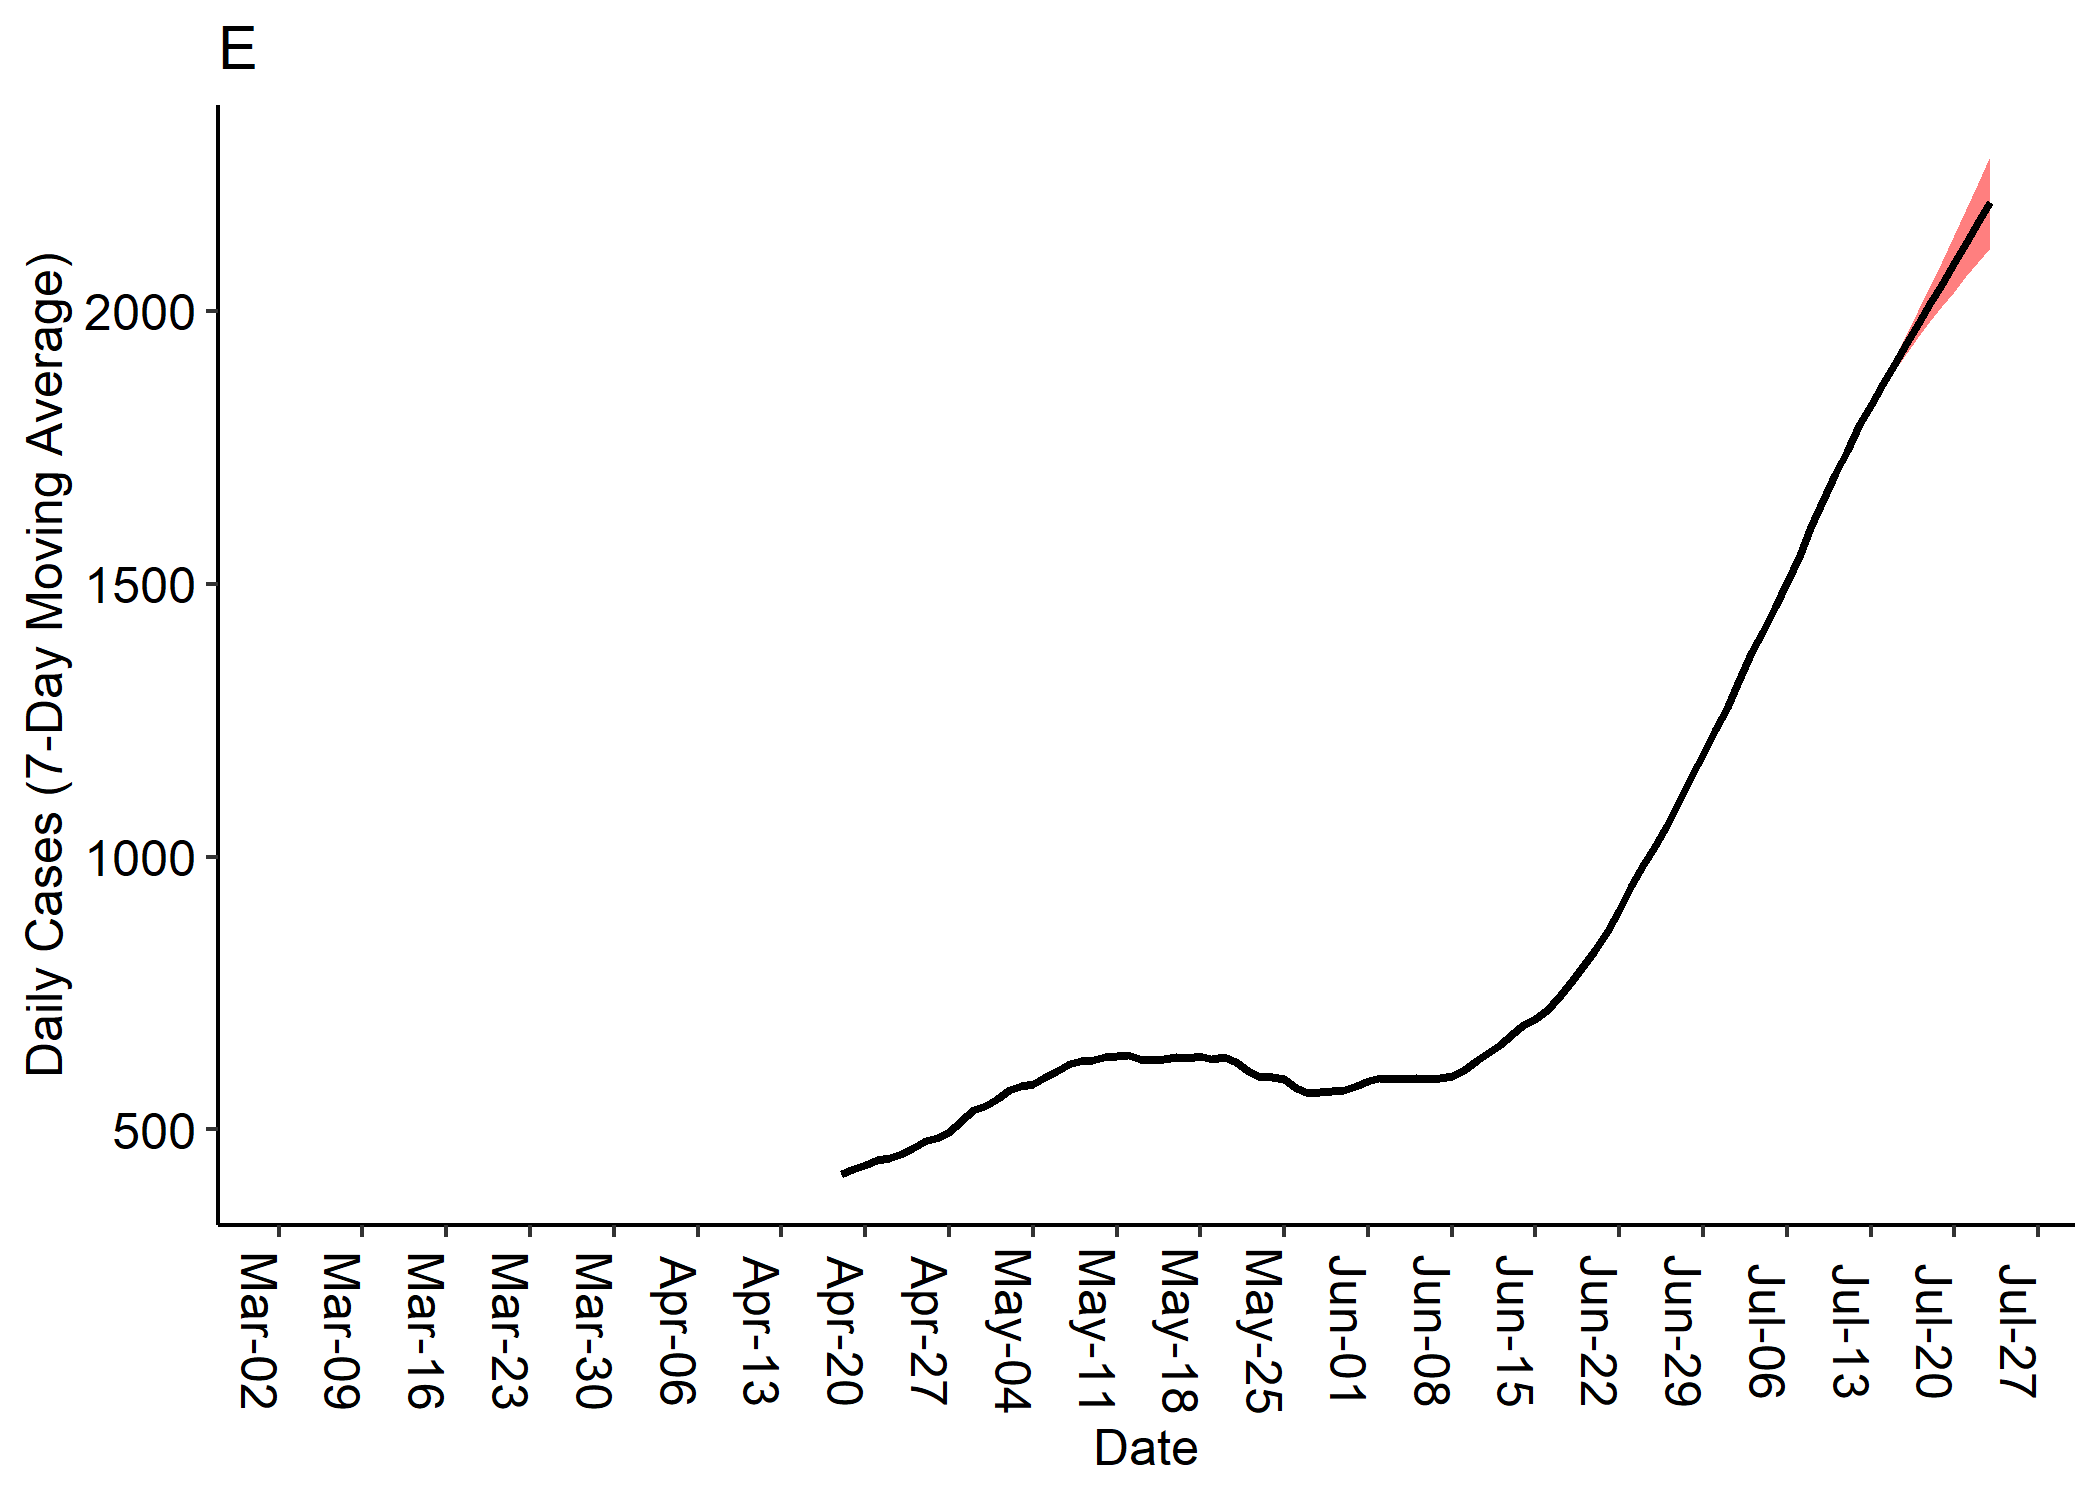 E
Daily Cases (7-Day Moving Average)
2000
1500
1000
500
Mar-02
Mar-09
Mar-16
Mar-23
Mar-30
Apr-06
Apr-13
Apr-20
Apr-27
May-04
May-11
May-18
May-25
Jun-01
Jun-08
Jun-15
Jun-22
Jun-29
Jul-06
Jul-13
Jul-20
Jul-27
Date